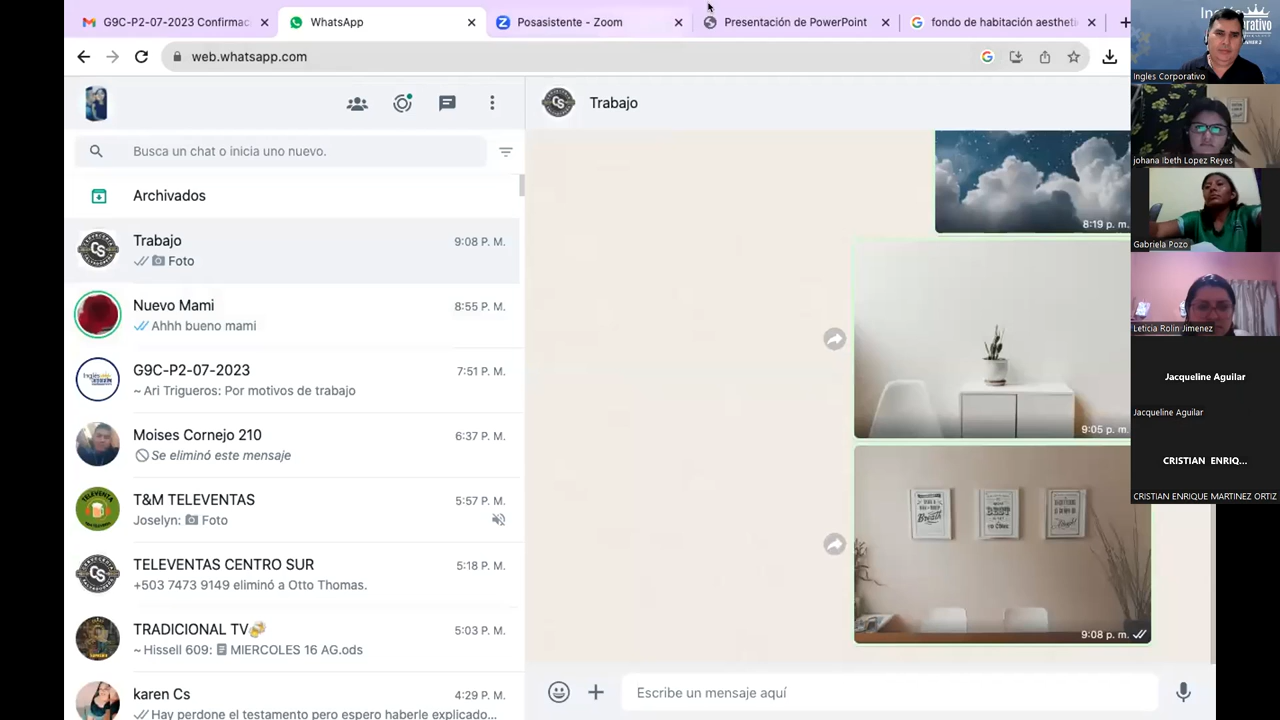 G9C-P2-07-2023 Confirmac
WhatsApp
Posasistente - Zoom
Presentación de PowerPoint
fondo de habitación aestheti
web.whatsapp.com
Busca un chat o inicia uno nuevo.
Archivados
Trabajo
9:08 P. M.
Foto
Nuevo Mami
8:55 P. M.
Ahhh bueno mami
G9C-P2-07-2023
7:51 P. M.
~ Ari Trigueros: Por motivos de trabajo
Moises Cornejo 210
6:37 P. M.
Se eliminó este mensaje
T&M TELEVENTAS
5:57 P. M.
Joselyn: Foto
TELEVENTAS CENTRO SUR
5:18 P. M.
+503 7473 9149 eliminó a Otto Thomas.
TRADICIONAL TV🍻
5:03 P. M.
~ Hissell 609: MIERCOLES 16 AG.ods
karen Cs
4:29 P. M.
Hay perdone el testamento pero espero haberle explicado...
Trabajo
8:19 p. m.
9:05 p. m.
9:08 p. m.
Escribe un mensaje aquí
Ingles Corporativo
johana Ibeth Lopez Reyes
Gabriela Pozo
Leticia Rolin Jimenez
Jacqueline Aguilar
Jacqueline Aguilar
CRISTIAN ENRIQ...
CRISTIAN ENRIQUE MARTINEZ ORTIZ